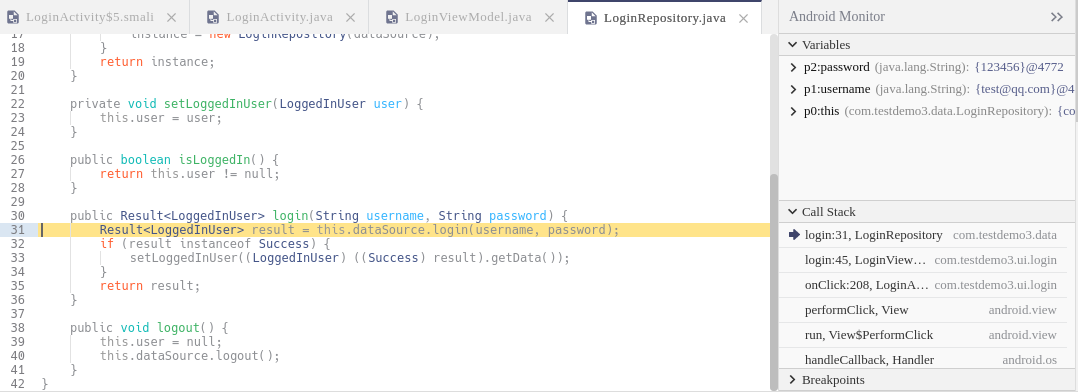 LoginActivity$5.smali
LoginActivity.java
LoginViewModel.java
LoginRepository.java
17 instance = new LoginRepository(dataSource);
18 }
19 return instance;
20 }
21
22 private void setLoggedInUser(LoggedInUser user) {
23 this.user = user;
24 }
25
26 public boolean isLoggedIn() {
27 return this.user != null;
28 }
29
30 public Result<LoggedInUser> login(String username, String password) {
31 Result<LoggedInUser> result = this.dataSource.login(username, password);
32 if (result instanceof Success) {
33 setLoggedInUser((LoggedInUser) ((Success) result).getData());
34 }
35 return result;
36 }
37
38 public void logout() {
39 this.user = null;
40 this.dataSource.logout();
41 }
42 }
Android Monitor
Variables
p2:password (java.lang.String): {123456}@4772
p1:username (java.lang.String): {test@qq.com}@4
p0:this (com.testdemo3.data.LoginRepository): {co
Call Stack
login:31, LoginRepository com.testdemo3.data
login:45, LoginView... com.testdemo3.ui.login
onClick:208, LoginA... com.testdemo3.ui.login
performClick, View android.view
run, View$PerformClick android.view
handleCallback, Handler android.os
Breakpoints